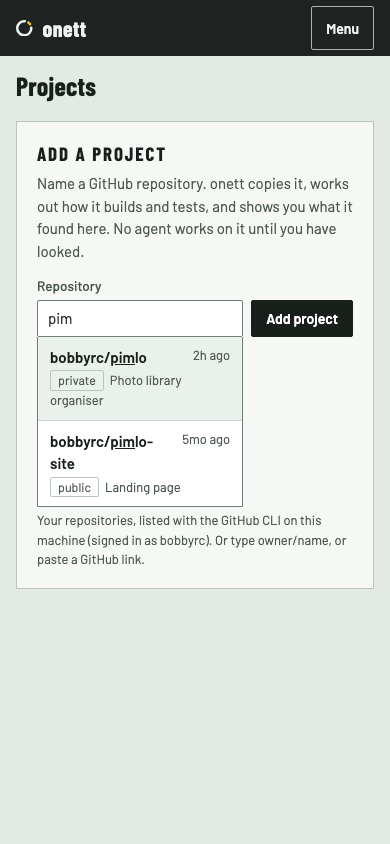 onett
Menu
Projects
ADD A PROJECT
Name a GitHub repository. onett copies it, works
out how it builds and tests, and shows you what it
found here. No agent works on it until you have
looked.
Repository
pim
Add project
bobbyrc/pimlo
2h ago
private
Photo library
organiser
bobbyrc/pimlo-
site
5mo ago
public
Landing page
Your repositories, listed with the GitHub CLI on this
machine (signed in as bobbyrc). Or type owner/name, or
paste a GitHub link.